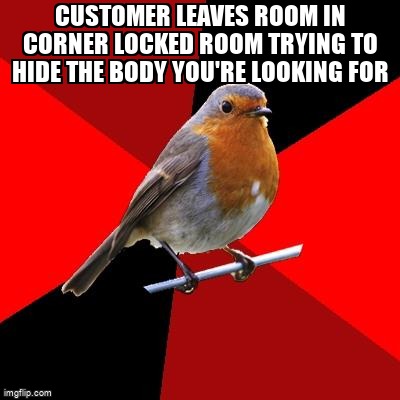 CUSTOMER LEAVES ROOM IN
CORNER LOCKED ROOM TRYING TO
HIDE THE BODY YOU'RE LOOKING FOR
imgflip.com